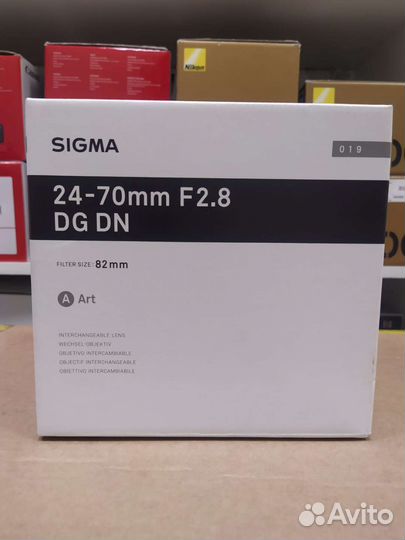 Nikon
SIGMA
019
24-70mm F2.8
DG DN
FILTER SIZE: 82mm
A Art
INTERCHANGEABLE LENS
WECHSEL OBJEKTIV
OBJETIVO INTERCAMBIABLE
OBJECTIF INTERCHANGEABLE
OBIETTIVO INTERCAMBIABILE
Avito